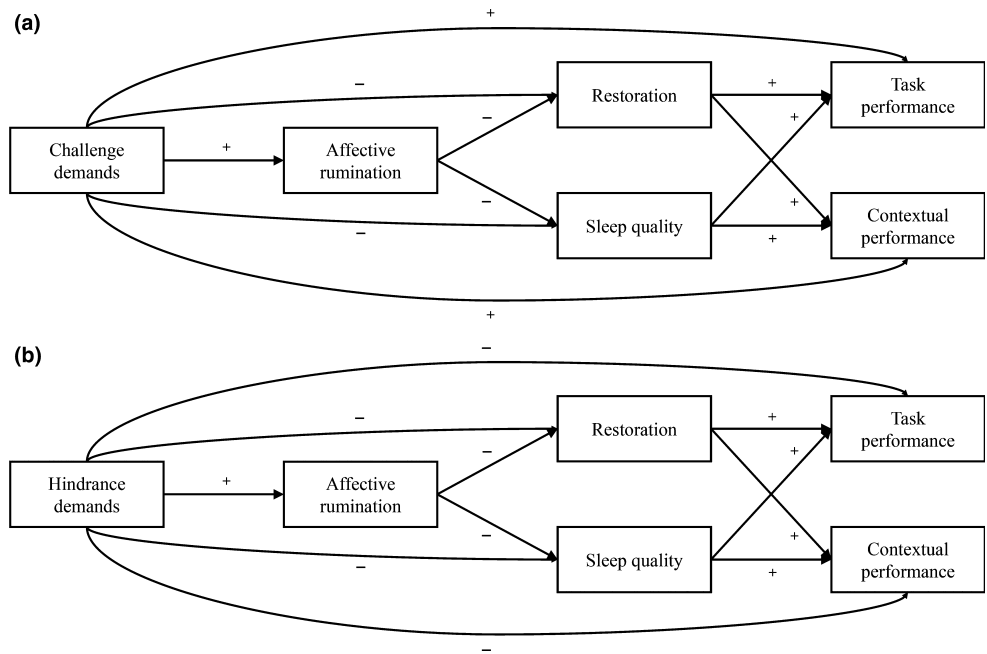 (a)
+
–
Restoration
+
Task
performance
–
+
Challenge
demands
+
Affective
rumination
–
+
Sleep quality
Contextual
performance
–
+
+
(b)
–
–
Restoration
+
Task
performance
–
+
Hindrance
demands
+
Affective
rumination
–
+
Sleep quality
Contextual
performance
–
+
–